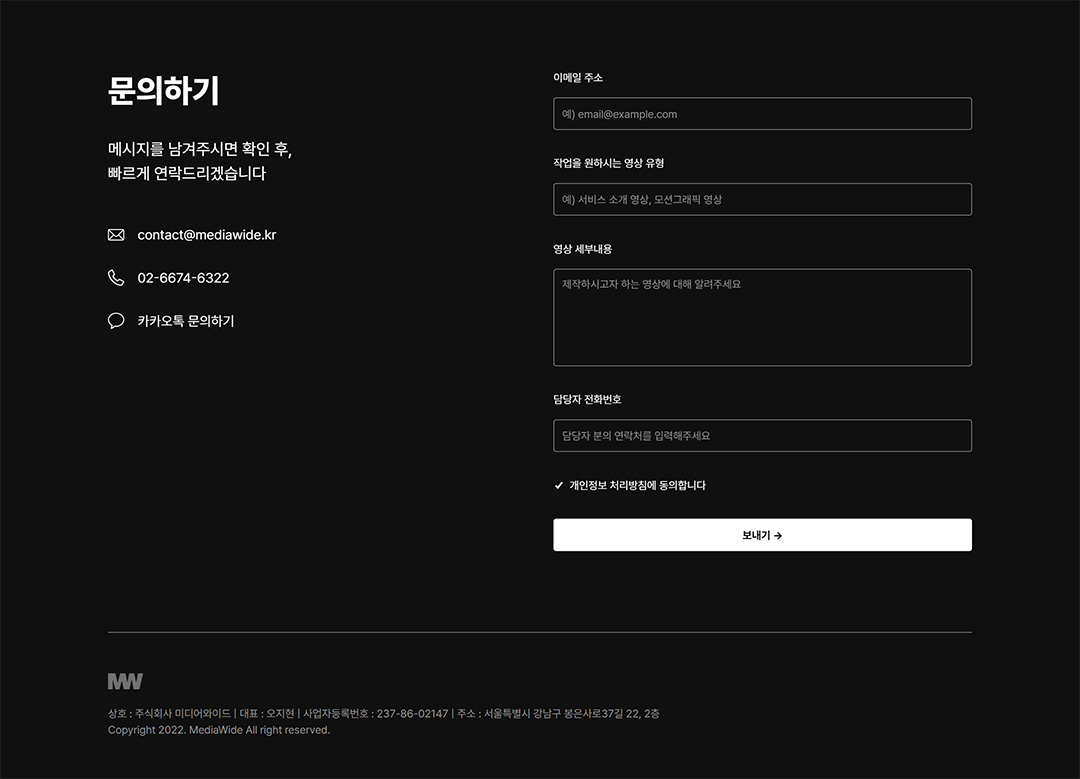 문의하기
메시지를 남겨주시면 확인 후,
빠르게 연락드리겠습니다
contact@mediawide.kr
02-6674-6322
카카오톡 문의하기
이메일 주소
예) email@example.com
작업을 원하시는 영상 유형
예) 서비스 소개 영상, 모션그래픽 영상
영상 세부내용
제작하시고자 하는 영상에 대해 알려주세요
담당자 전화번호
담당자 분의 연락처를 입력해주세요
개인정보 처리방침에 동의합니다
보내기 →
MW
상호 : 주식회사 미디어와이드 | 대표 : 오지현 | 사업자등록번호 : 237-86-02147 | 주소 : 서울특별시 강남구 봉은사로37길 22, 2층
Copyright 2022. MediaWide All right reserved.